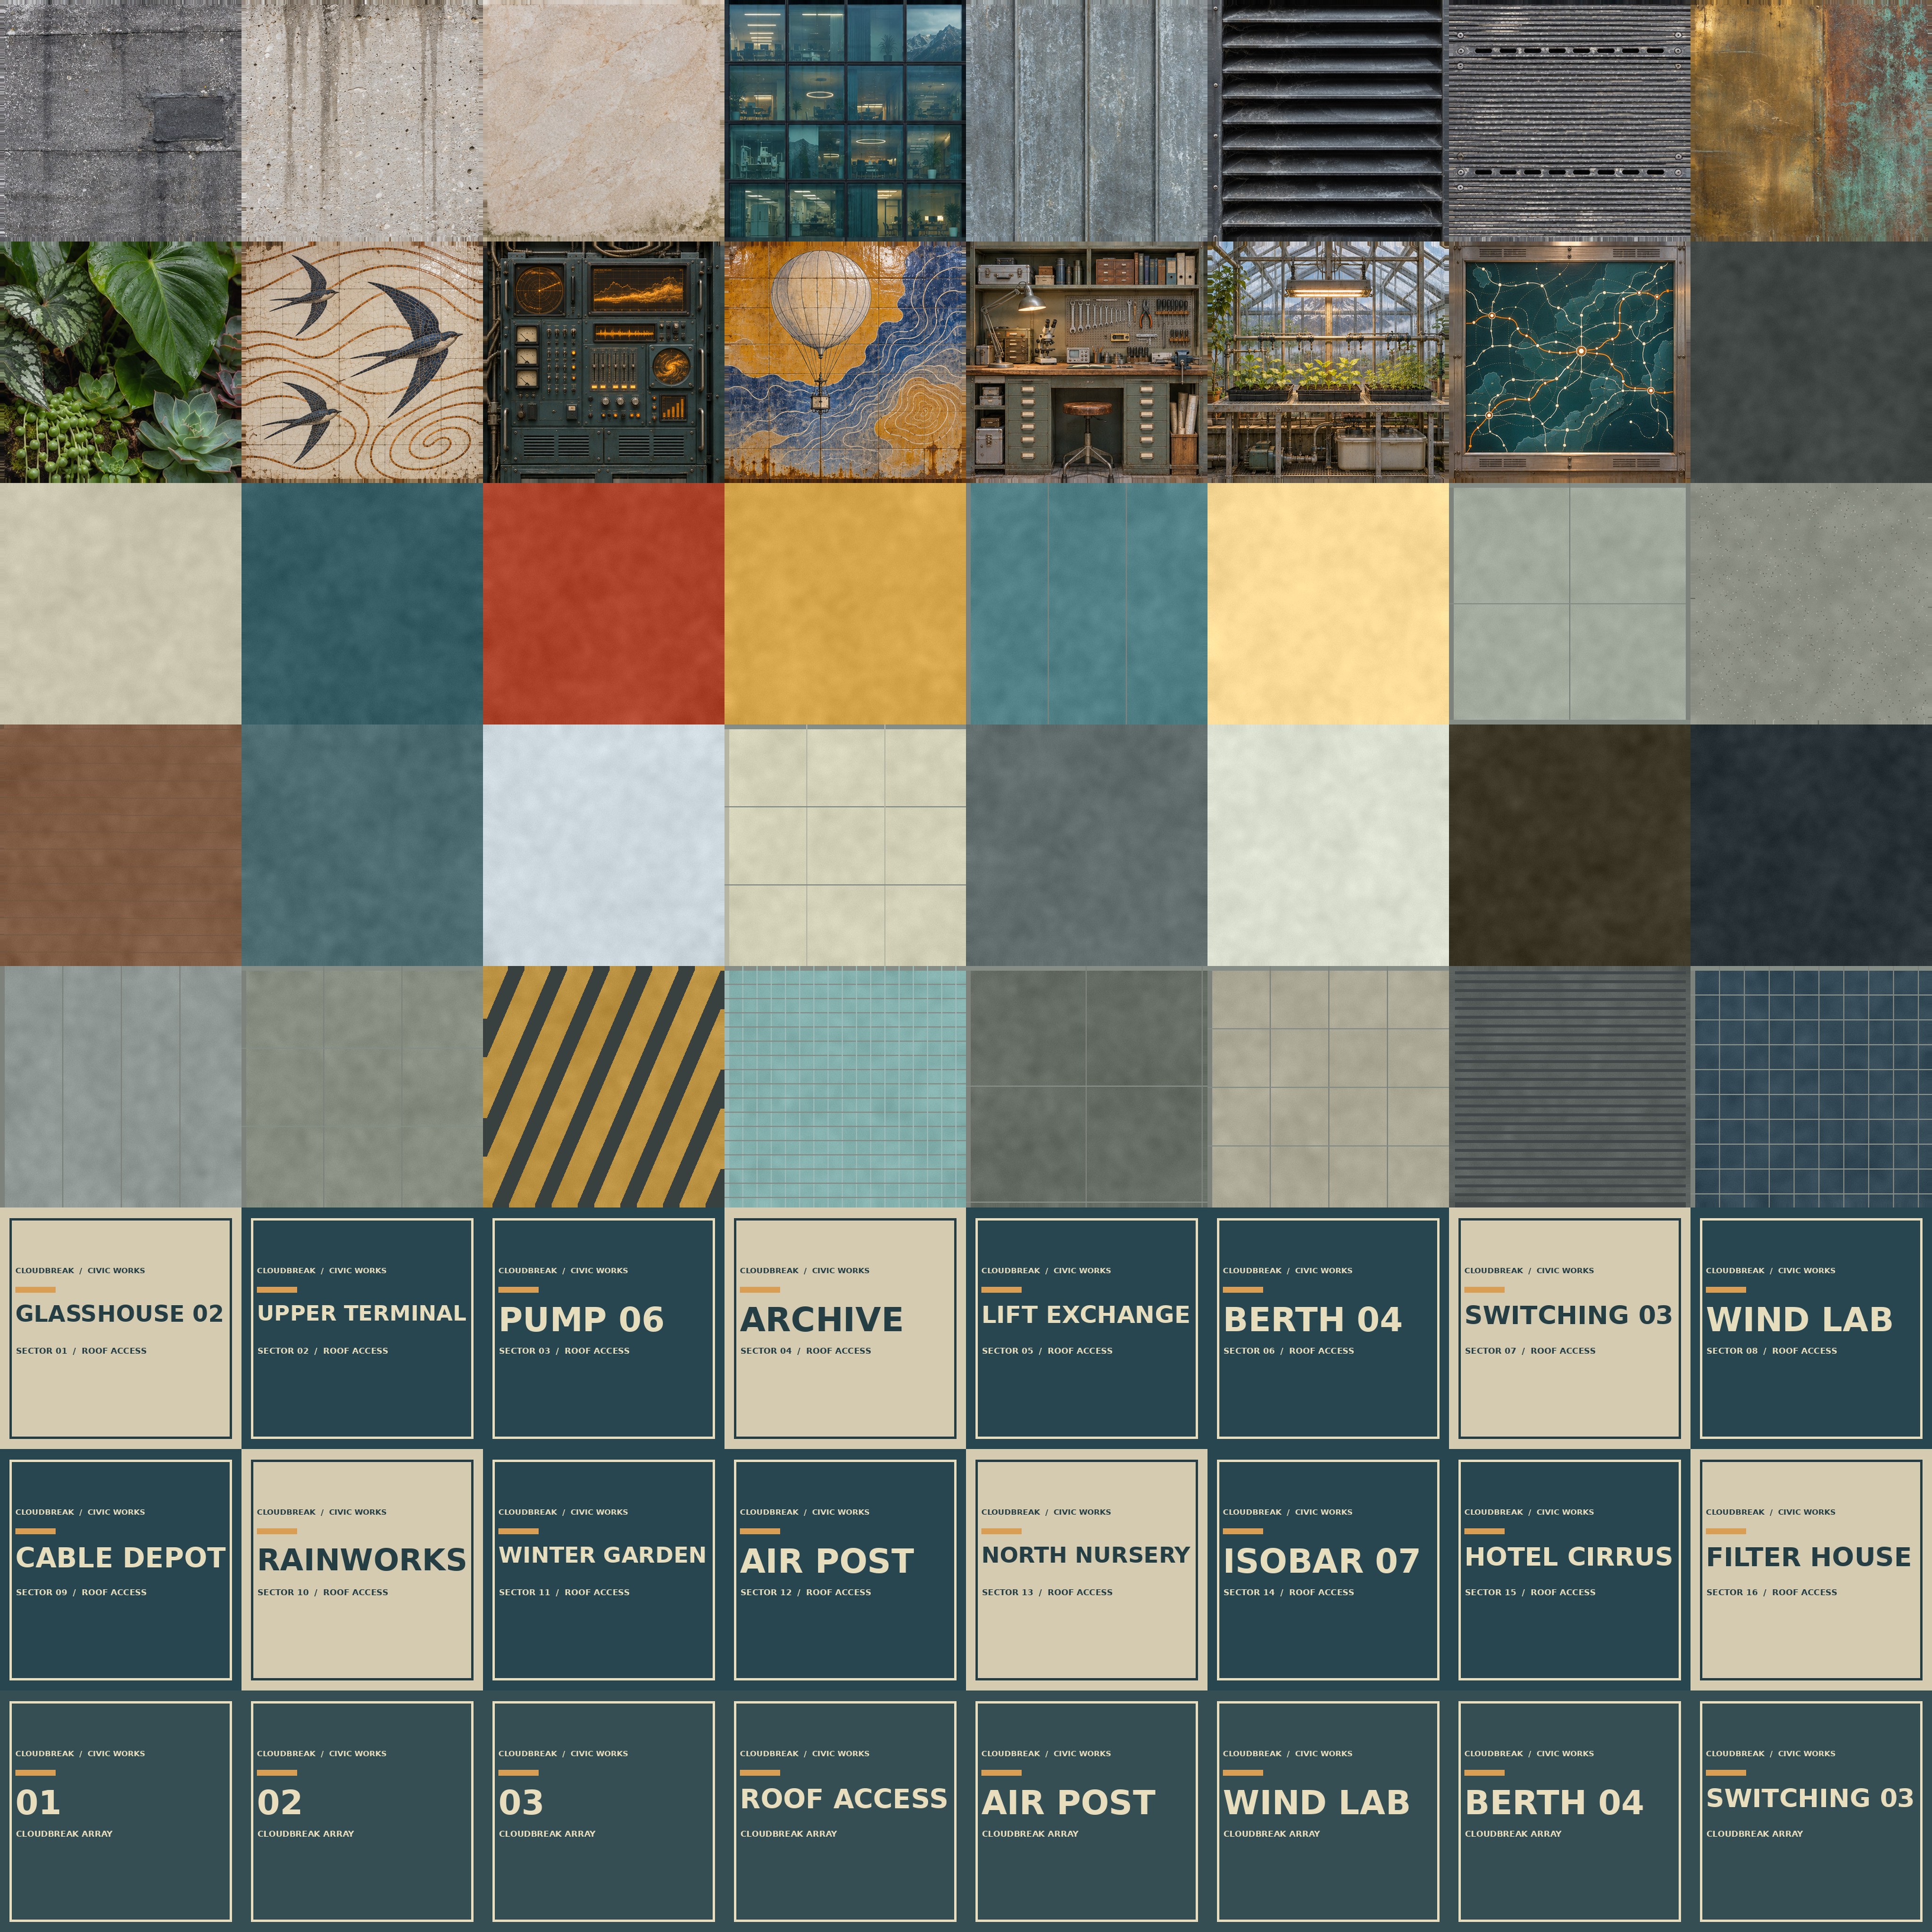 CLOUDBREAK / CIVIC WORKS
GLASSHOUSE 02
SECTOR 01 / ROOF ACCESS
CLOUDBREAK / CIVIC WORKS
UPPER TERMINAL
SECTOR 02 / ROOF ACCESS
CLOUDBREAK / CIVIC WORKS
PUMP 06
SECTOR 03 / ROOF ACCESS
CLOUDBREAK / CIVIC WORKS
ARCHIVE
SECTOR 04 / ROOF ACCESS
CLOUDBREAK / CIVIC WORKS
LIFT EXCHANGE
SECTOR 05 / ROOF ACCESS
CLOUDBREAK / CIVIC WORKS
BERTH 04
SECTOR 06 / ROOF ACCESS
CLOUDBREAK / CIVIC WORKS
SWITCHING 03
SECTOR 07 / ROOF ACCESS
CLOUDBREAK / CIVIC WORKS
WIND LAB
SECTOR 08 / ROOF ACCESS
CLOUDBREAK / CIVIC WORKS
CABLE DEPOT
SECTOR 09 / ROOF ACCESS
CLOUDBREAK / CIVIC WORKS
RAINWORKS
SECTOR 10 / ROOF ACCESS
CLOUDBREAK / CIVIC WORKS
WINTER GARDEN
SECTOR 11 / ROOF ACCESS
CLOUDBREAK / CIVIC WORKS
AIR POST
SECTOR 12 / ROOF ACCESS
CLOUDBREAK / CIVIC WORKS
NORTH NURSERY
SECTOR 13 / ROOF ACCESS
CLOUDBREAK / CIVIC WORKS
ISOBAR 07
SECTOR 14 / ROOF ACCESS
CLOUDBREAK / CIVIC WORKS
HOTEL CIRRUS
SECTOR 15 / ROOF ACCESS
CLOUDBREAK / CIVIC WORKS
FILTER HOUSE
SECTOR 16 / ROOF ACCESS
CLOUDBREAK / CIVIC WORKS
01
CLOUDBREAK ARRAY
CLOUDBREAK / CIVIC WORKS
02
CLOUDBREAK ARRAY
CLOUDBREAK / CIVIC WORKS
03
CLOUDBREAK ARRAY
CLOUDBREAK / CIVIC WORKS
ROOF ACCESS
CLOUDBREAK ARRAY
CLOUDBREAK / CIVIC WORKS
AIR POST
CLOUDBREAK ARRAY
CLOUDBREAK / CIVIC WORKS
WIND LAB
CLOUDBREAK ARRAY
CLOUDBREAK / CIVIC WORKS
BERTH 04
CLOUDBREAK ARRAY
CLOUDBREAK / CIVIC WORKS
SWITCHING 03
CLOUDBREAK ARRAY